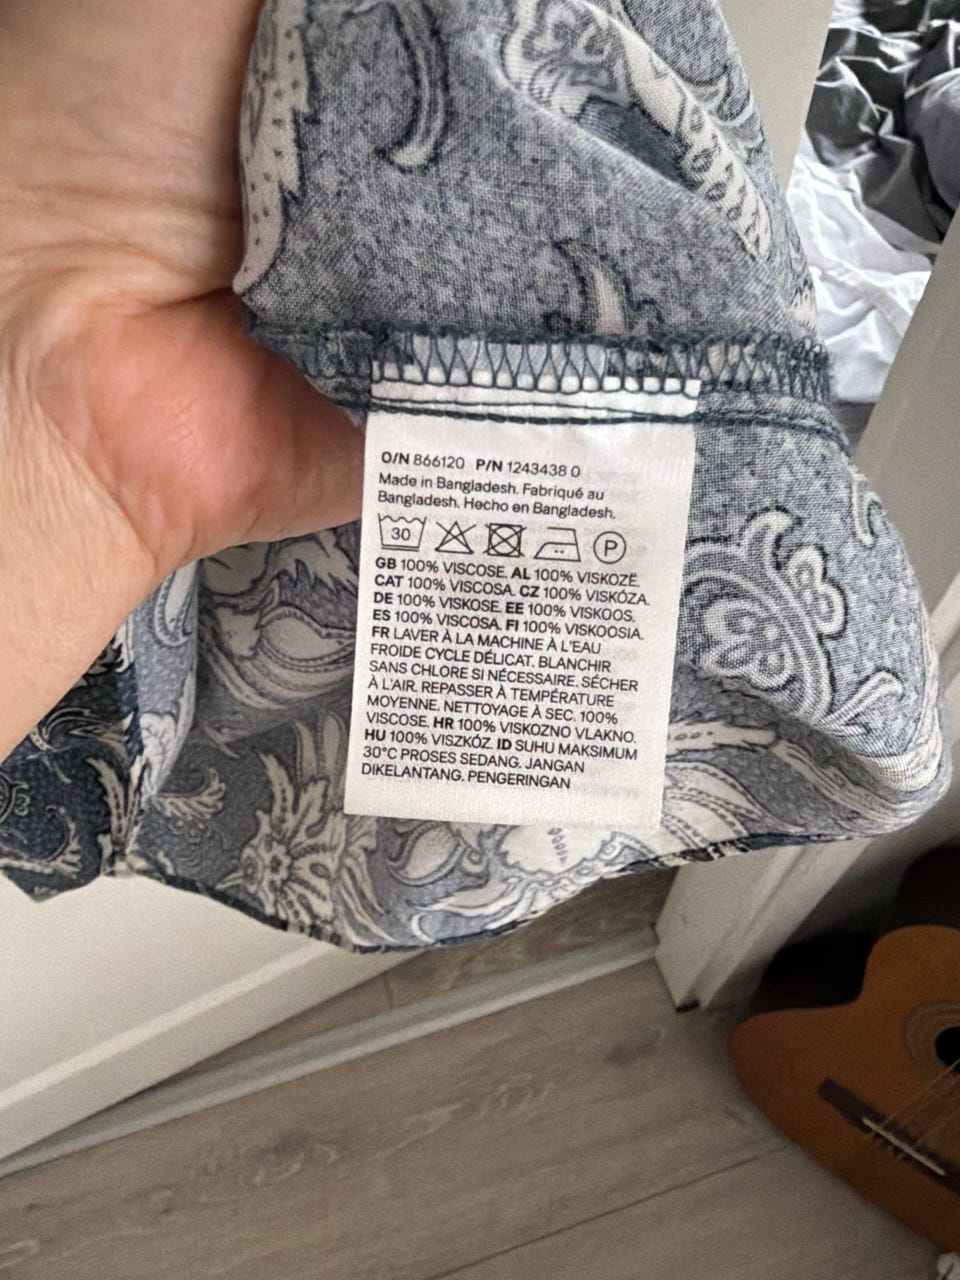 O/N 866120 P/N 1243438 0
Made in Bangladesh. Fabriqué au
Bangladesh. Hecho en Bangladesh.
30 P
GB 100% VISCOSE. AL 100% VISKOZË.
CAT 100% VISCOSA. CZ 100% VISKÓZA.
DE 100% VISKOSE. EE 100% VISKOOS.
ES 100% VISCOSA. FI 100% VISKOOSIA.
FR LAVER À LA MACHINE À L'EAU
FROIDE CYCLE DÉLICAT. BLANCHIR
SANS CHLORE SI NÉCESSAIRE. SÉCHER
À L'AIR. REPASSER À TEMPÉRATURE
MOYENNE. NETTOYAGE À SEC. 100%
VISCOSE. HR 100% VISKOZNO VLAKNO.
HU 100% VISZKÓZ. ID SUHU MAKSIMUM
30°C PROSES SEDANG. JANGAN
DIKELANTANG. PENGERINGAN